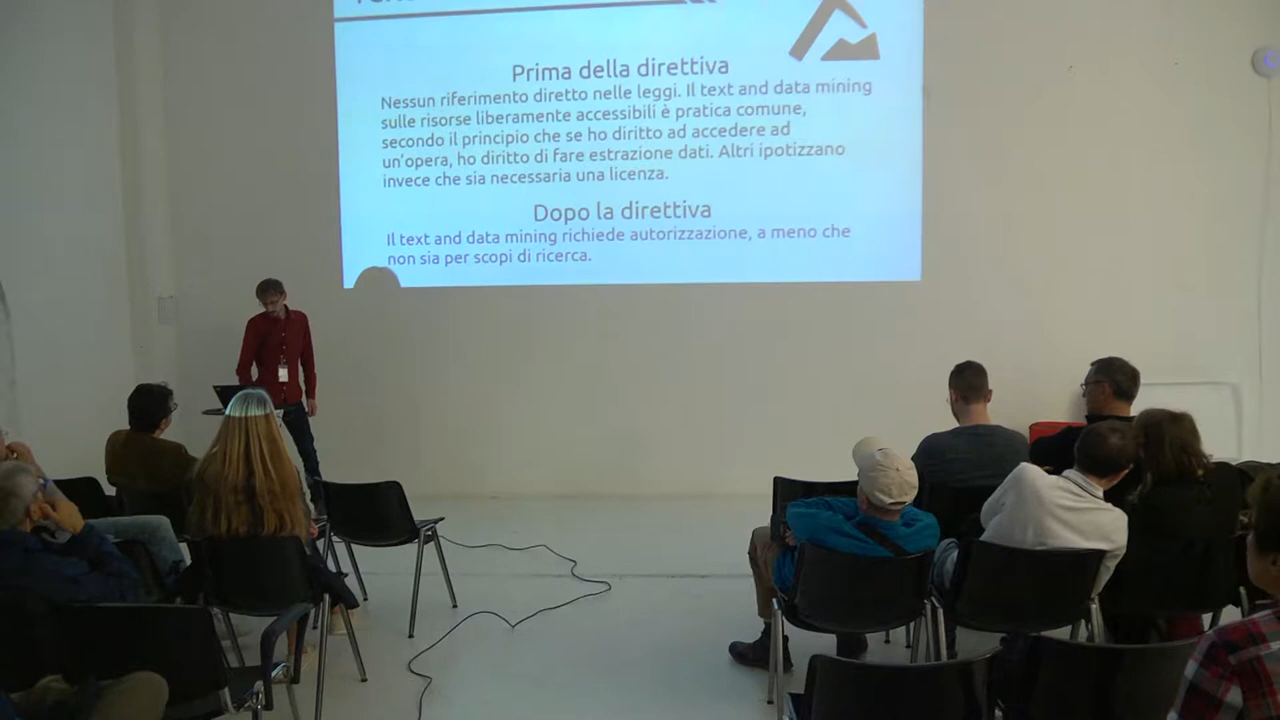 Prima della direttiva
Nessun riferimento diretto nelle leggi. Il text and data mining
sulle risorse liberamente accessibili è pratica comune,
secondo il principio che se ho diritto ad accedere ad
un'opera, ho diritto di fare estrazione dati. Altri ipotizzano
invece che sia necessaria una licenza.
Dopo la direttiva
Il text and data mining richiede autorizzazione, a meno che
non sia per scopi di ricerca.